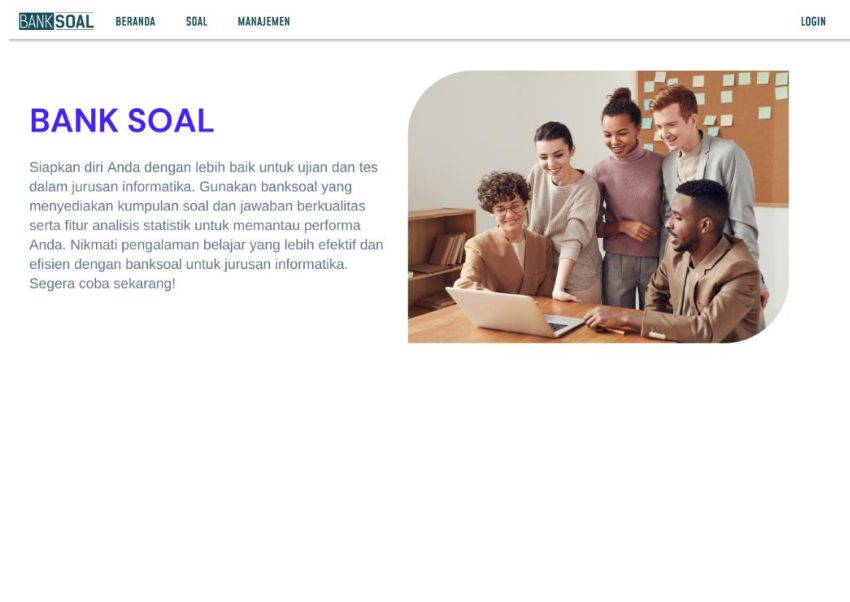 BANKSOAL BERANDA SOAL MANAJEMEN LOGIN
BANK SOAL
Siapkan diri Anda dengan lebih baik untuk ujian dan tes
dalam jurusan informatika. Gunakan banksoal yang
menyediakan kumpulan soal dan jawaban berkualitas
serta fitur analisis statistik untuk memantau performa
Anda. Nikmati pengalaman belajar yang lebih efektif dan
efisien dengan banksoal untuk jurusan informatika.
Segera coba sekarang!